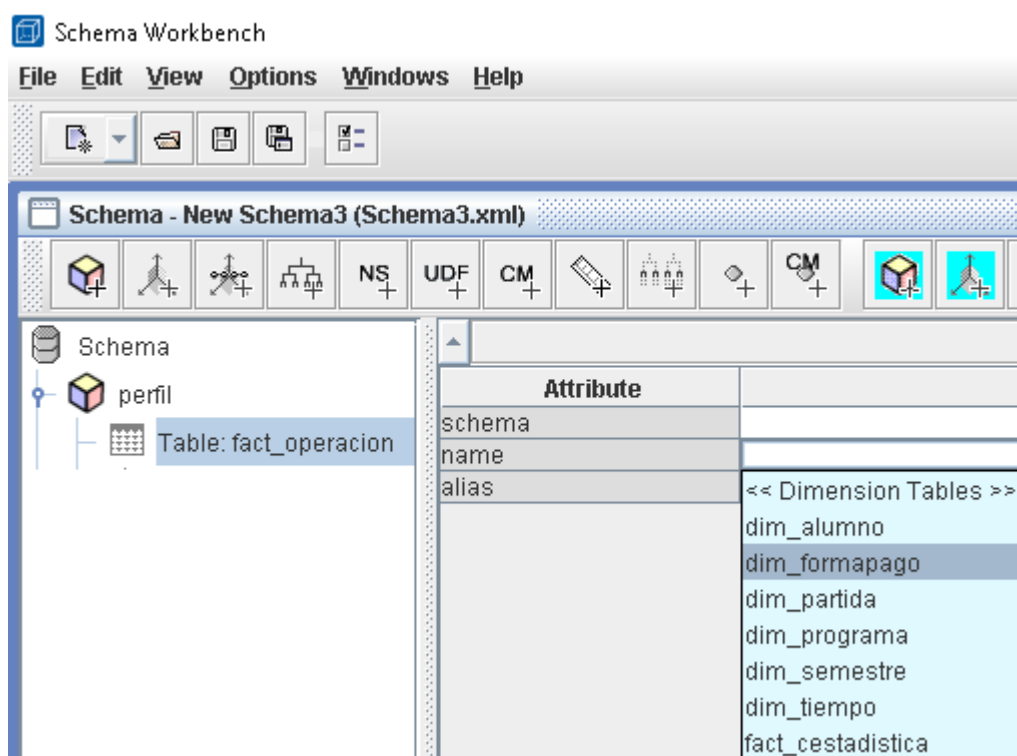 Schema Workbench
File Edit View Options Windows Help
Schema - New Schema3 (Schema3.xml)
NS UDF CM CM
Schema
perfil
Table: fact_operacion
Attribute
schema
name
alias
<< Dimension Tables >>
dim_alumno
dim_formapago
dim_partida
dim_programa
dim_semestre
dim_tiempo
fact_cestadistica